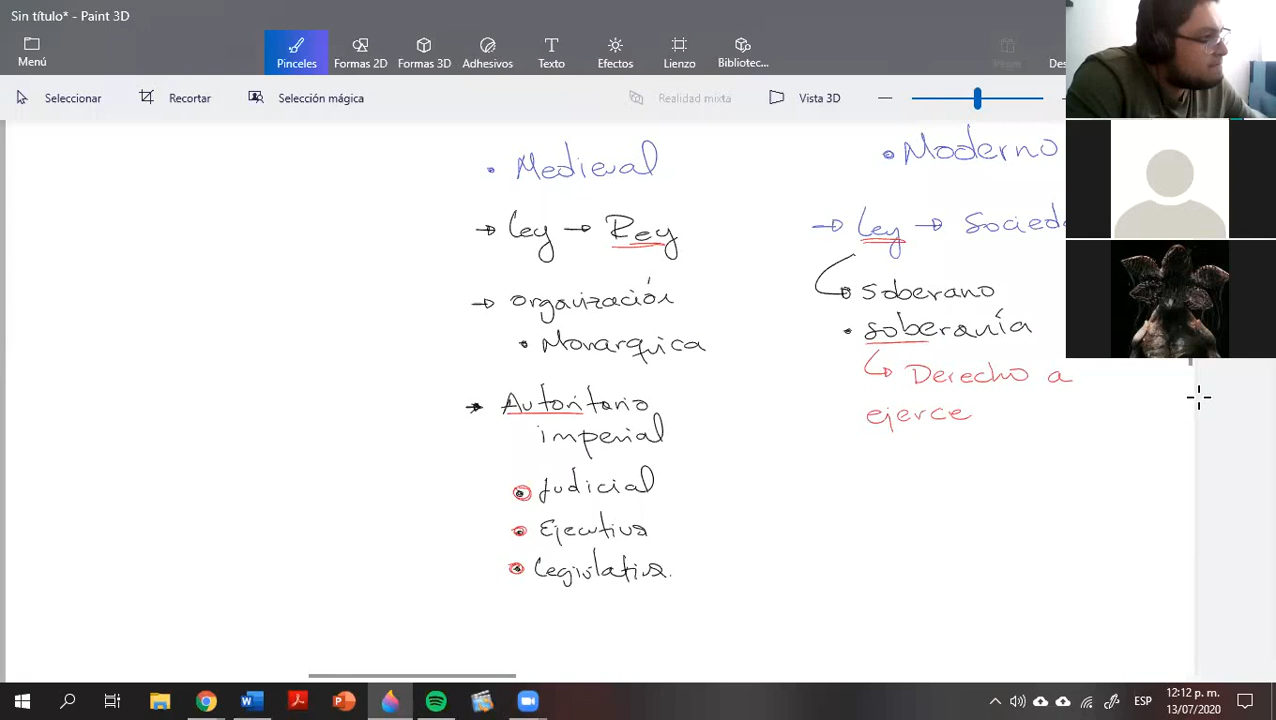 Sin título* - Paint 3D
Menú
Pinceles
Formas 2D
Formas 3D
Adhesivos
Texto
Efectos
Lienzo
Bibliotec...
Pegar
Des
Seleccionar
Recortar
Selección mágica
Realidad mixta
Vista 3D
• Medieval
→ Ley → Rey
→ organización
• Monarquica
→ Autoritario
imperial
• Judicial
• Ejecutiva
• Legislativa.
• Moderno
→ Ley → Socied
→ soberano
• soberanía
→ Derecho a
ejerce
ESP
12:12 p. m.
13/07/2020